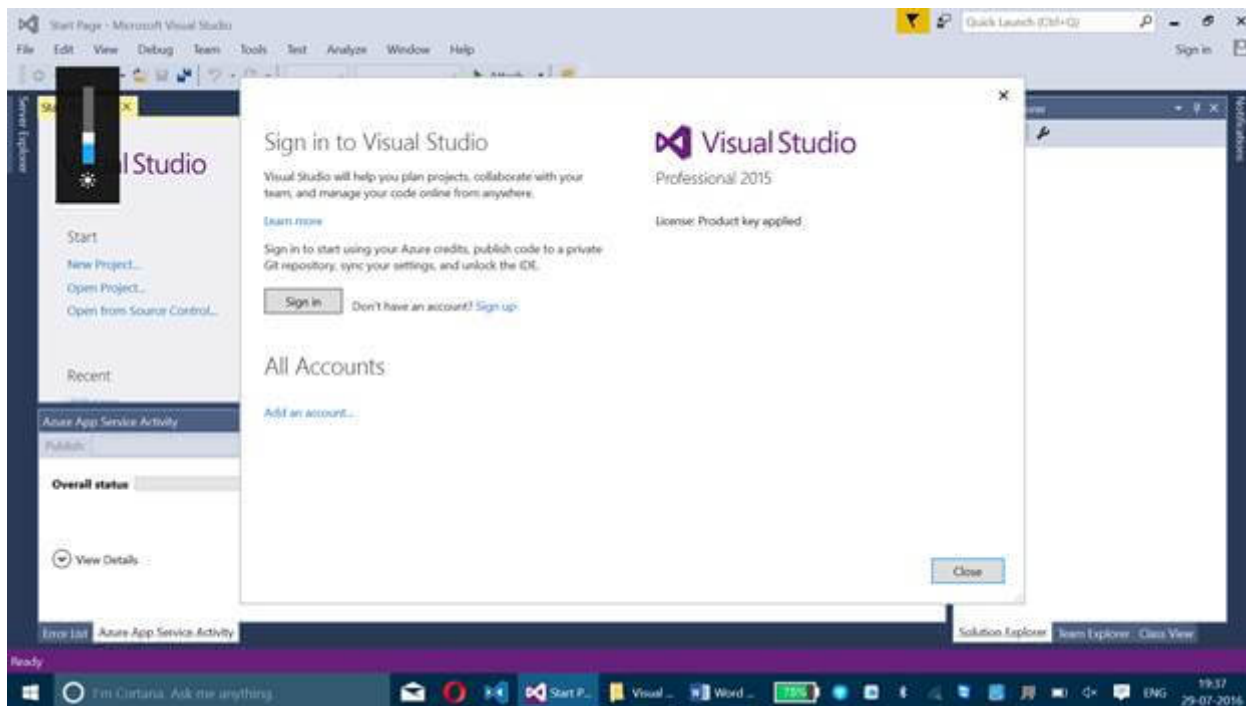 Start Page - Microsoft Visual Studio
Quick Launch (Ctrl+Q)
File Edit View Debug Team Tools Test Analyze Window Help
Sign in
Attach
Server Explorer
Notifications
Sign in to Visual Studio
Visual Studio will help you plan projects, collaborate with your
team, and manage your code online from anywhere.
Learn more
Sign in to start using your Azure credits, publish code to a private
Git repository, sync your settings, and unlock the IDE.
Sign in Don't have an account? Sign up
All Accounts
Add an account...
Visual Studio
Professional 2015
License: Product key applied
Close
Studio
Start
New Project...
Open Project...
Open from Source Control...
Recent
Azure App Service Activity
Publish:
Overall status
View Details
Error List Azure App Service Activity
Solution Explorer Team Explorer Class View
Ready
I'm Cortana. Ask me anything.
Start P... Visual ... Word ... 75% ENG
19:37
29-07-2016